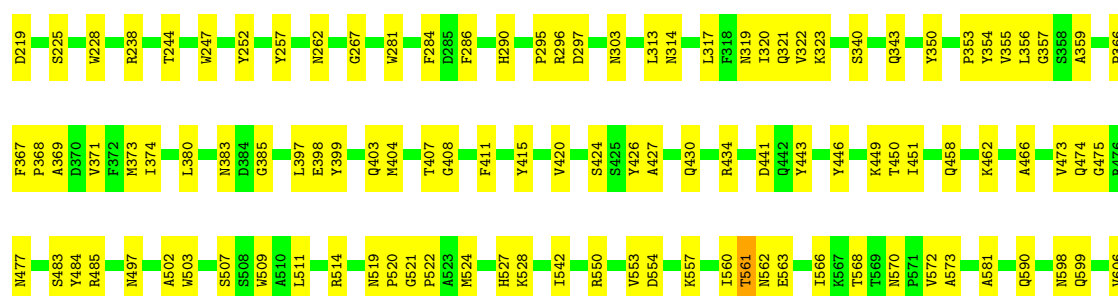 D219 S225 W228 R238 T244 W247 Y252 Y257 N262 G267 W281 F284 D285 F286 H290 P295 R296 D297 N303 L313 N314 L317 F318 N319 I320 Q321 V322 K323 S340 Q343 Y350 P353 Y354 V355 L356 G357 S358 A359
F367 P368 A369 D370 V371 F372 M373 I374 L380 N383 D384 G385 L397 E398 Y399 Q403 M404 T407 G408 F411 Y415 V420 S424 S425 Y426 A427 Q430 R434 D441 Q442 Y443 Y446 K449 T450 I451 Q458 K462 A466 V473 Q474 G475
N477 S483 Y484 R485 N497 A502 W503 S507 S508 W509 A510 L511 R514 N519 P520 G521 P522 A523 M524 H527 K528 I542 R550 V553 D554 K557 I560 T561 N562 E563 I566 K567 T568 T569 N570 P571 V572 A573 A581 Q590 N598 Q599